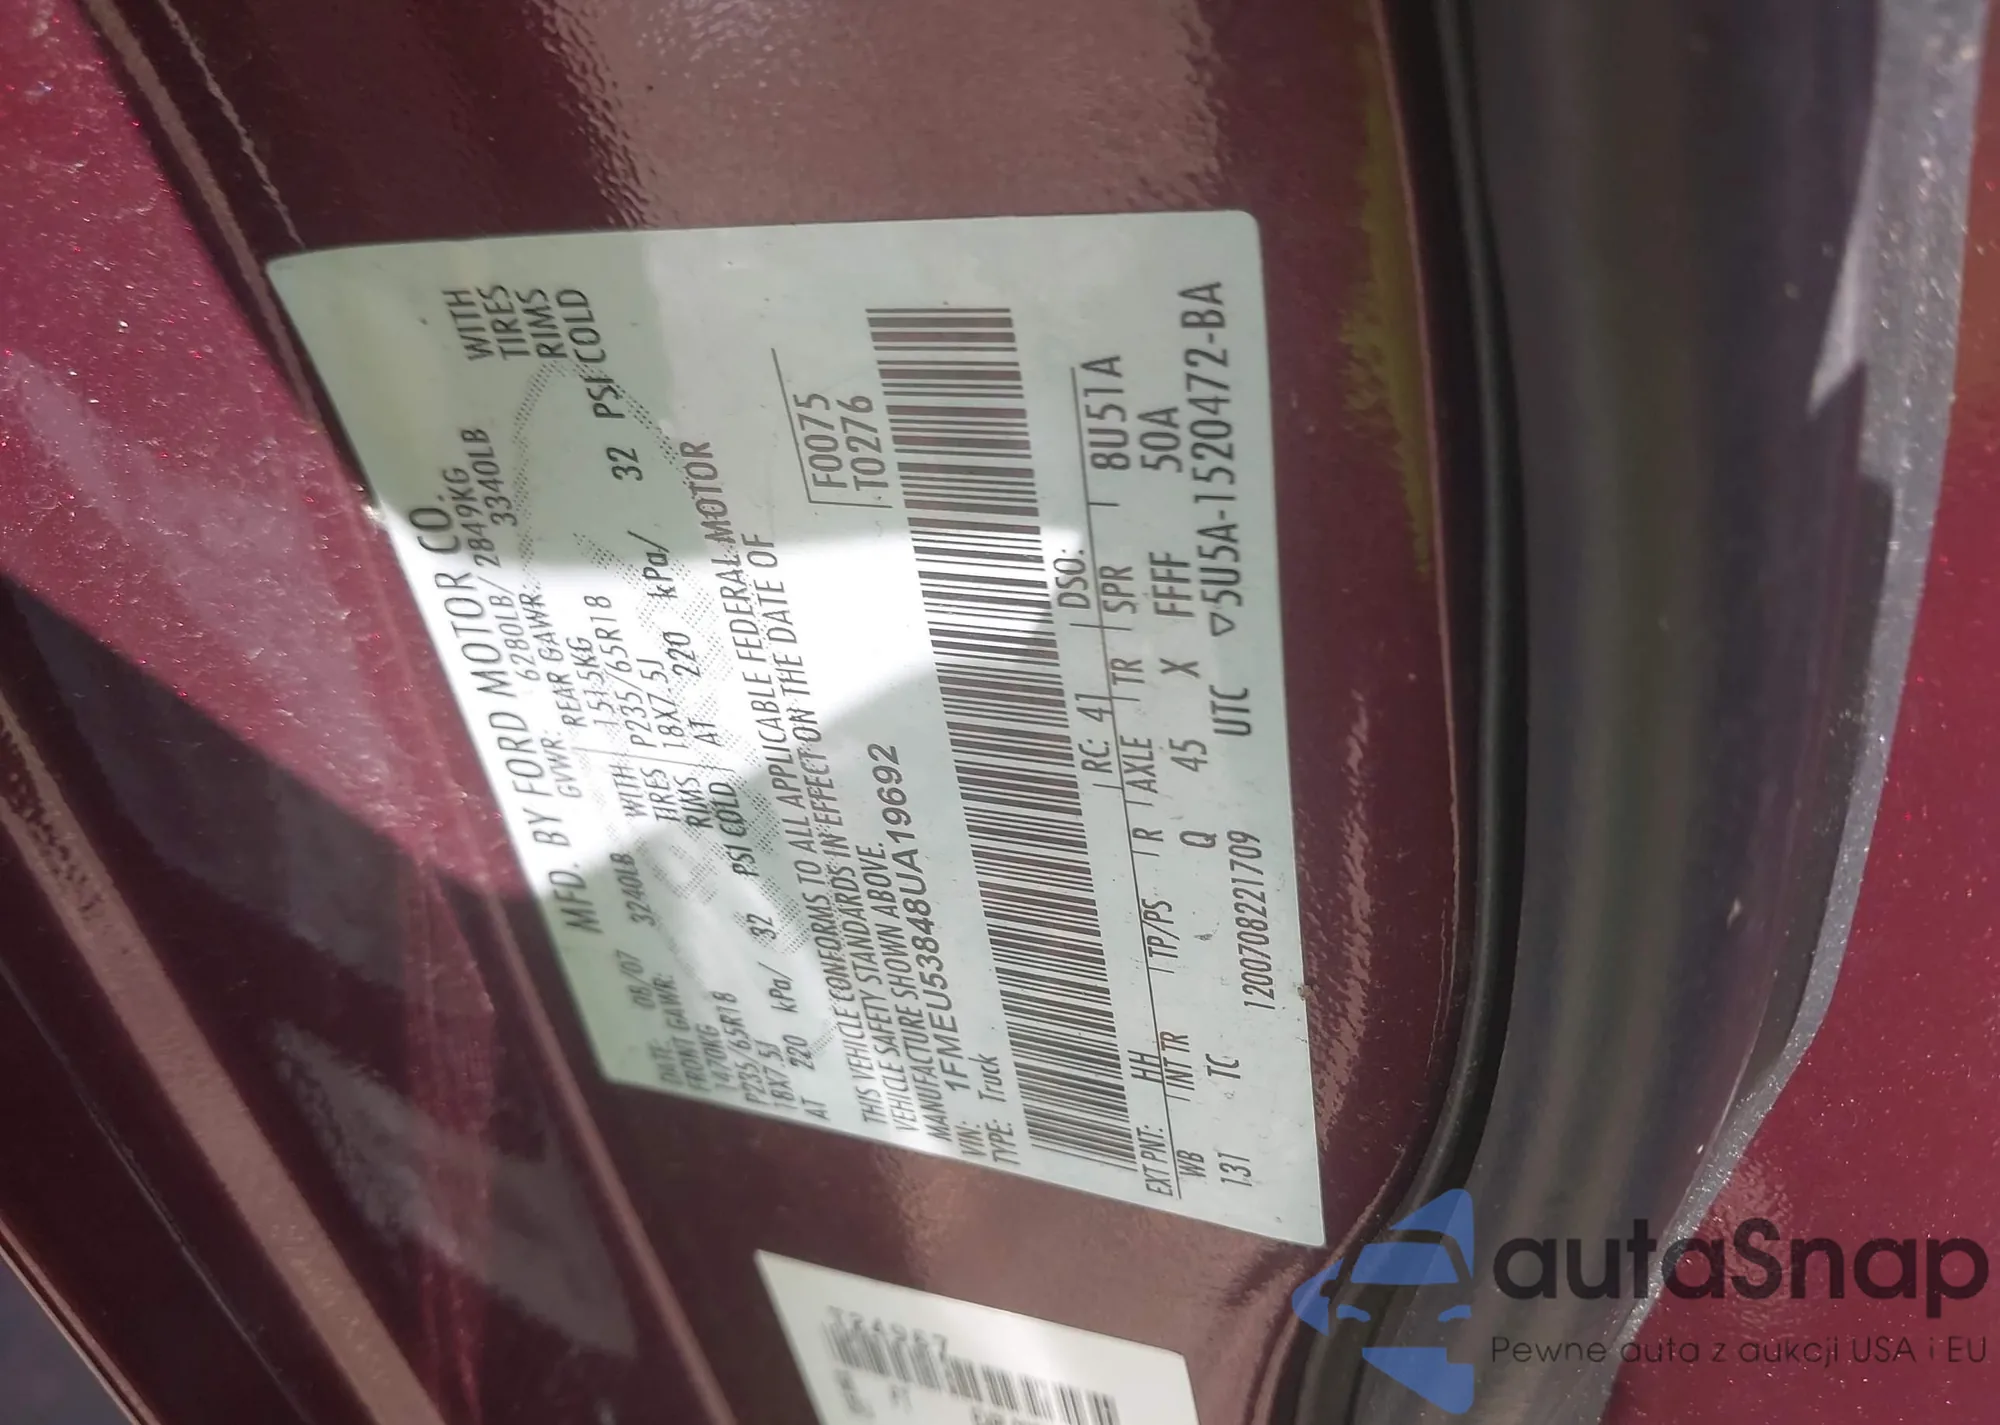 MFD. BY FORD MOTOR CO.
DATE: 08/07 GVWR: 6280LB/ 2849KG
FRONT GAWR: 3240LB REAR GAWR: 3340LB
1470KG WITH 1515KG WITH
P235/65R18 TIRES P235/65R18 TIRES
18X7.5J RIMS 18X7.5J RIMS
AT 220 kPa/ 32 PSI COLD AT 220 kPa/ 32 PSI COLD
THIS VEHICLE CONFORMS TO ALL APPLICABLE FEDERAL MOTOR
VEHICLE SAFETY STANDARDS IN EFFECT ON THE DATE OF
MANUFACTURE SHOWN ABOVE.
VIN: 1FMEU53848UA19692 F0075
TYPE: Truck T0276
EXT PNT: HH RC: 41 DSO:
WB INT TR TP/PS R AXLE TR SPR 8U51A
131 TC Q 45 X FFFF 50A
UTC ▽5U5A-1520472-BA
1200708221709
autaSnap
Pewne auta z aukcji USA i EU